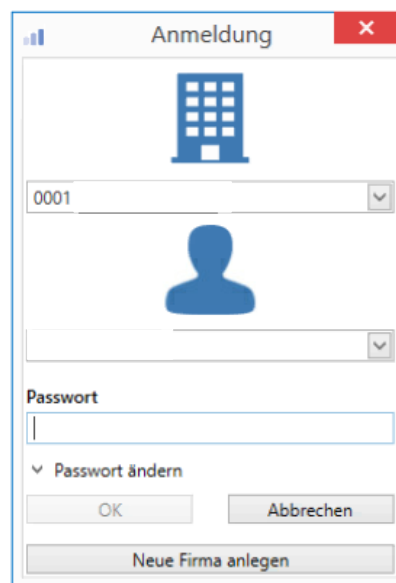 Anmeldung
0001
Passwort
Passwort ändern
OK
Abbrechen
Neue Firma anlegen